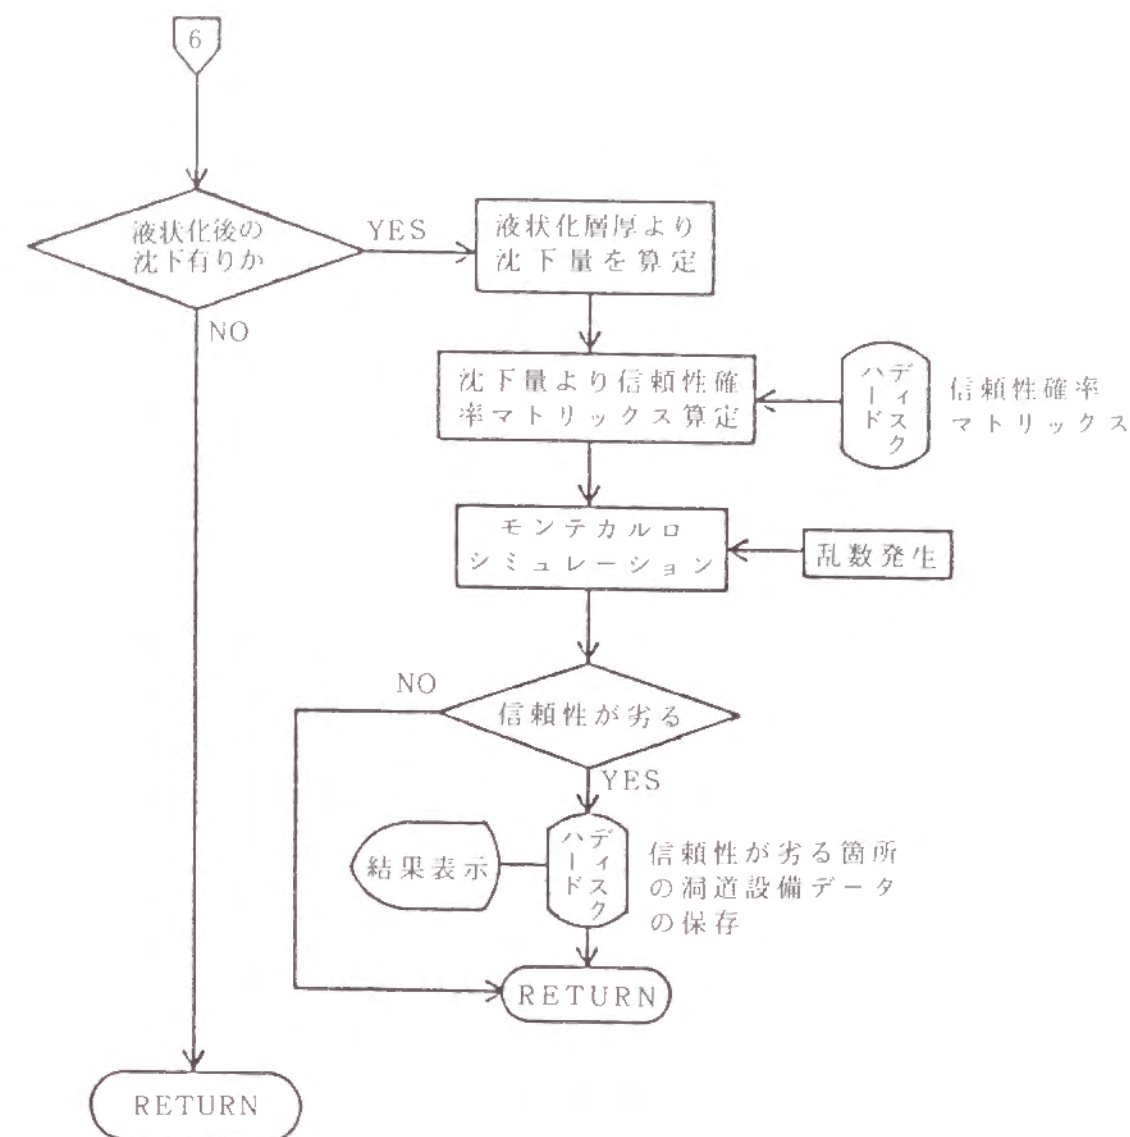 6
液状化後の
沈下有りか
YES
NO
液状化層厚より
沈下量を算定
沈下量より信頼性確
率マトリックス算定
ハード
ディスク
信頼性確率
マトリックス
モンテカルロ
シミュレーション
乱数発生
信頼性が劣る
NO
YES
結果表示
ハード
ディスク
信頼性が劣る箇所
の洞道設備データ
の保存
RETURN
RETURN